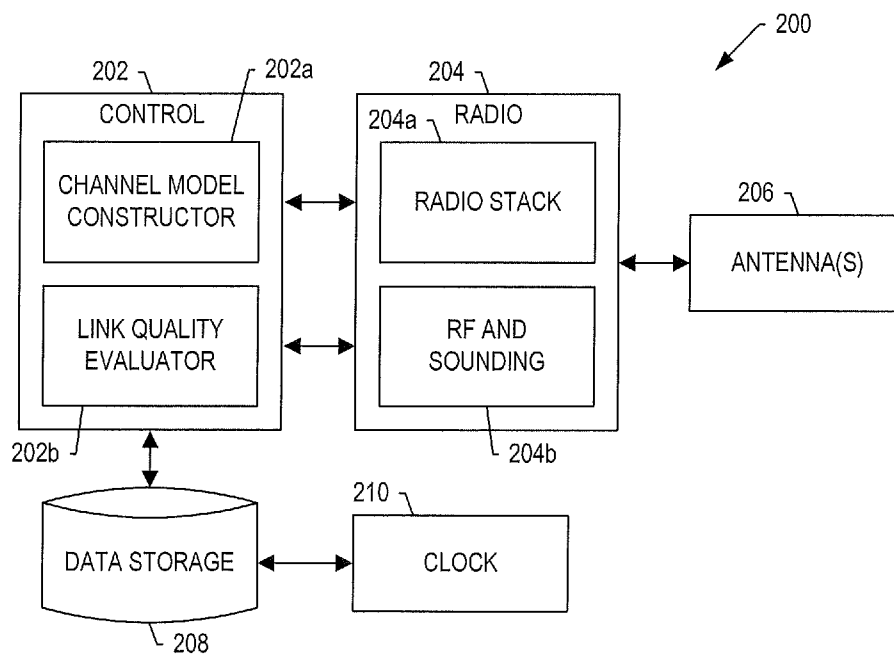 200
202
202a
204
CONTROL
RADIO
204a
CHANNEL MODEL
CONSTRUCTOR
RADIO STACK
206
ANTENNA(S)
LINK QUALITY
EVALUATOR
RF AND
SOUNDING
202b
204b
210
DATA STORAGE
CLOCK
208